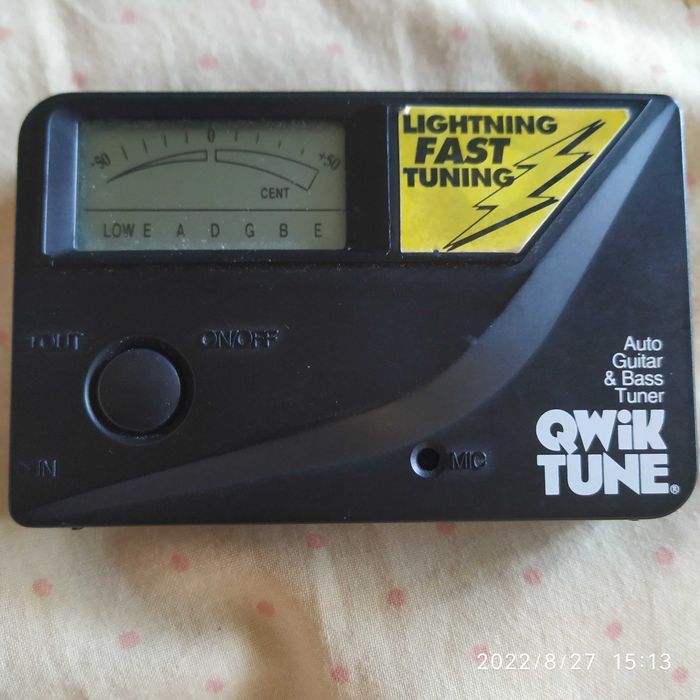 -50 0 +50
CENT
LOW E A D G B E
LIGHTNING
FAST
TUNING
OUT
ON/OFF
IN
MIC
Auto
Guitar
& Bass
Tuner
QWiK
TUNE®
2022/8/27 15:13